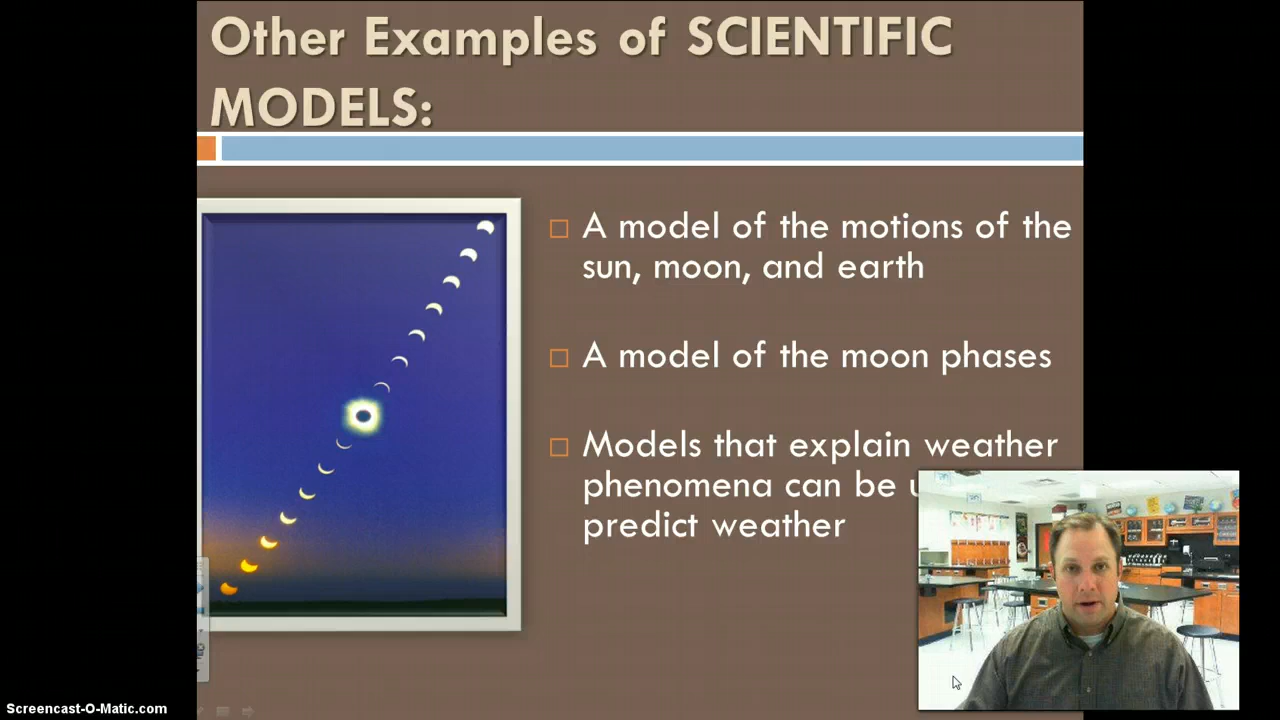 Other Examples of SCIENTIFIC
MODELS:
A model of the motions of the
sun, moon, and earth
A model of the moon phases
Models that explain weather
phenomena can be
predict weather
Screencast-O-Matic.com